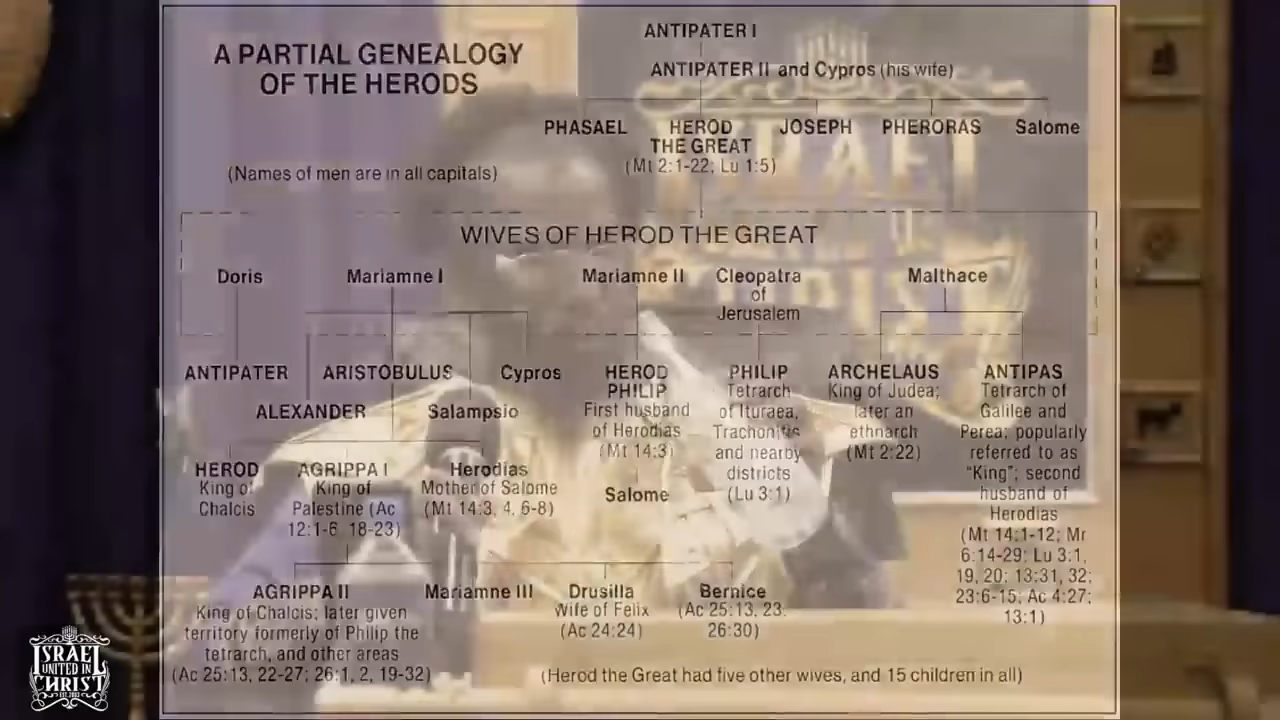 A PARTIAL GENEALOGY
OF THE HERODS
(Names of men are in all capitals)
ANTIPATER I
ANTIPATER II and Cypros (his wife)
PHASAEL
HEROD
THE GREAT
(Mt 2:1-22; Lu 1:5)
JOSEPH
PHERORAS
Salome
WIVES OF HEROD THE GREAT
Doris
Mariamne I
Mariamne II
Cleopatra
of
Jerusalem
Malthace
ANTIPATER
ARISTOBULUS
Cypros
ALEXANDER
Salampsio
HEROD
PHILIP
First husband
of Herodias
(Mt 14:3)
Salome
PHILIP
Tetrarch
of Ituraea,
Trachonitis
and nearby
districts
(Lu 3:1)
ARCHELAUS
King of Judea;
later an
ethnarch
(Mt 2:22)
ANTIPAS
Tetrarch of
Galilee and
Perea; popularly
referred to as
"King"; second
husband of
Herodias
(Mt 14:1-12; Mr
6:14-29; Lu 3:1,
19, 20; 13:31, 32;
23:6-15; Ac 4:27;
13:1)
HEROD
King of
Chalcis
AGRIPPA I
King of
Palestine (Ac
12:1-6, 18-23)
Herodias
Mother of Salome
(Mt 14:3, 4, 6-8)
AGRIPPA II
King of Chalcis; later given
territory formerly of Philip the
tetrarch, and other areas
(Ac 25:13, 22-27; 26:1, 2, 19-32)
Mariamne III
Drusilla
Wife of Felix
(Ac 24:24)
Bernice
(Ac 25:13, 23;
26:30)
(Herod the Great had five other wives, and 15 children in all)
ISRAEL
UNITED IN
CHRIST
ISRAEL